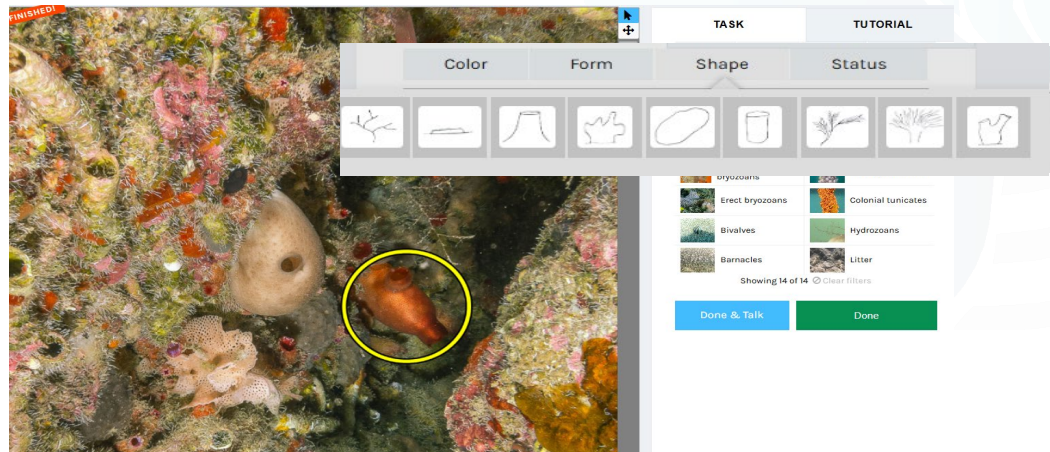 FINISHED!
TASK TUTORIAL
Color Form Shape Status
bryozoans
Erect bryozoans Colonial tunicates
Bivalves Hydrozoans
Barnacles Litter
Showing 14 of 14 Clear filters
Done & Talk Done